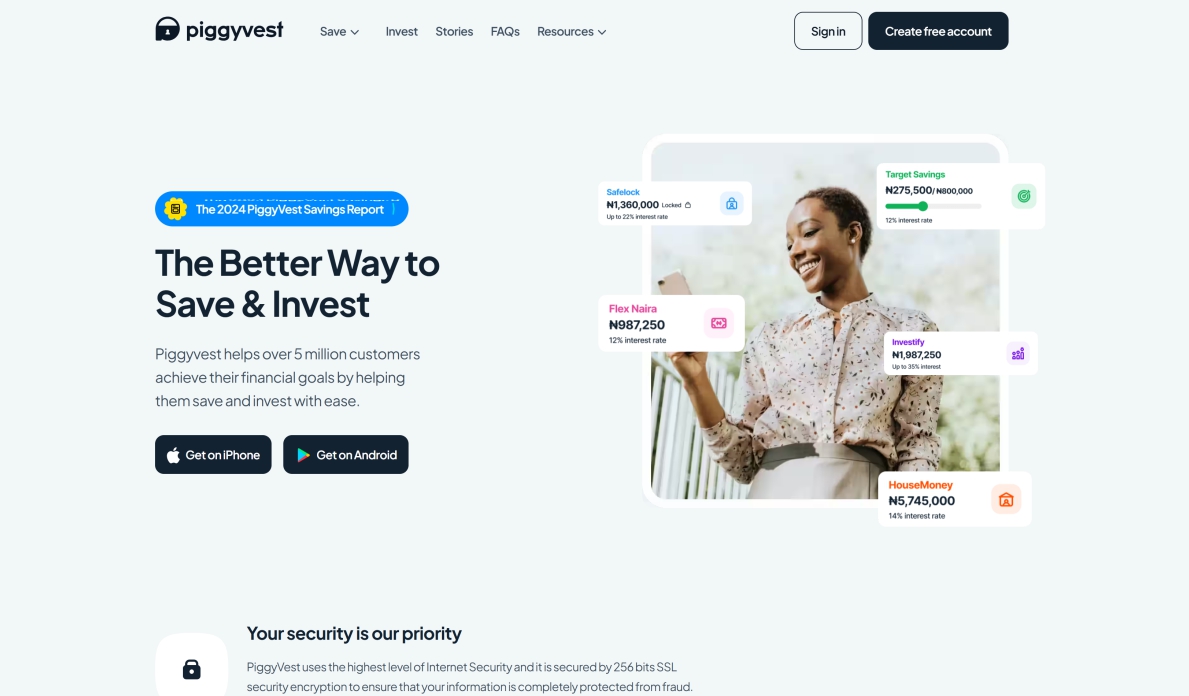 piggyvest
Save
Invest
Stories
FAQs
Resources
Sign in
Create free account
The 2024 PiggyVest Savings Report
The Better Way to
Save & Invest
Piggyvest helps over 5 million customers
achieve their financial goals by helping
them save and invest with ease.
Get on iPhone
Get on Android
Safelock
₦1,360,000 Locked
Up to 22% interest rate
Target Savings
₦275,500/ ₦800,000
12% interest rate
Flex Naira
₦987,250
12% interest rate
Investify
₦1,987,250
Up to 35% interest
HouseMoney
₦5,745,000
14% interest rate
Your security is our priority
PiggyVest uses the highest level of Internet Security and it is secured by 256 bits SSL
security encryption to ensure that your information is completely protected from fraud.